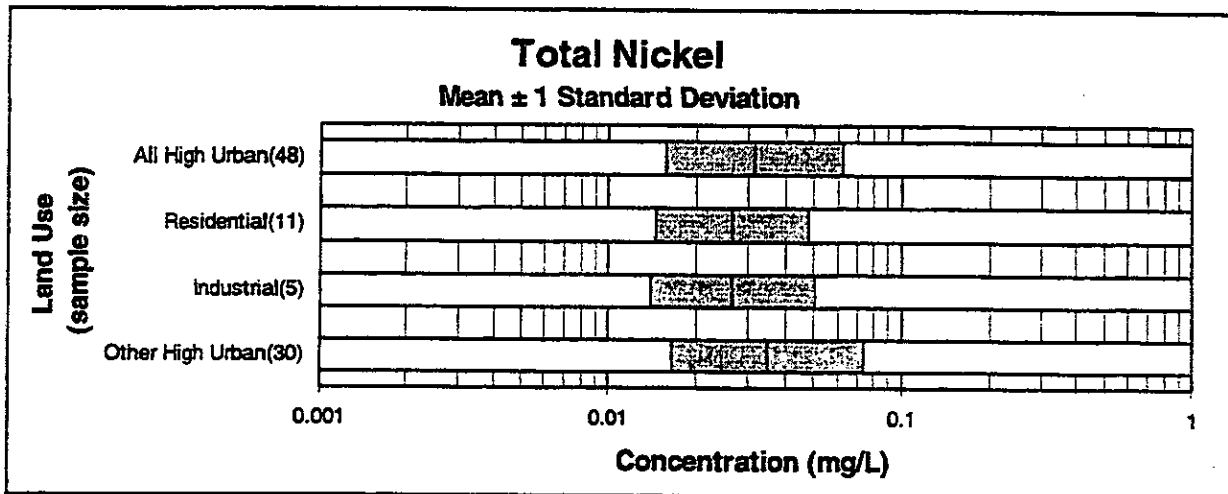 Total Nickel
Mean ± 1 Standard Deviation
Land Use
(sample size)
All High Urban(48)
Residential(11)
Industrial(5)
Other High Urban(30)
0.001 0.01 0.1 1
Concentration (mg/L)